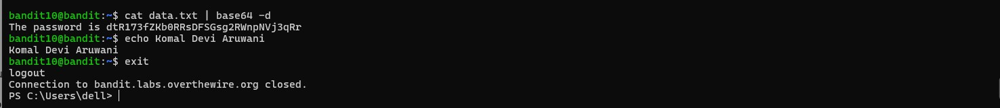 bandit10@bandit:~$ cat data.txt | base64 -d
The password is dtR173fZKb0RRsDFSGsg2RWnpNVj3qRr
bandit10@bandit:~$ echo Komal Devi Aruwani
Komal Devi Aruwani
bandit10@bandit:~$ exit
logout
Connection to bandit.labs.overthewire.org closed.
PS C:\Users\dell>